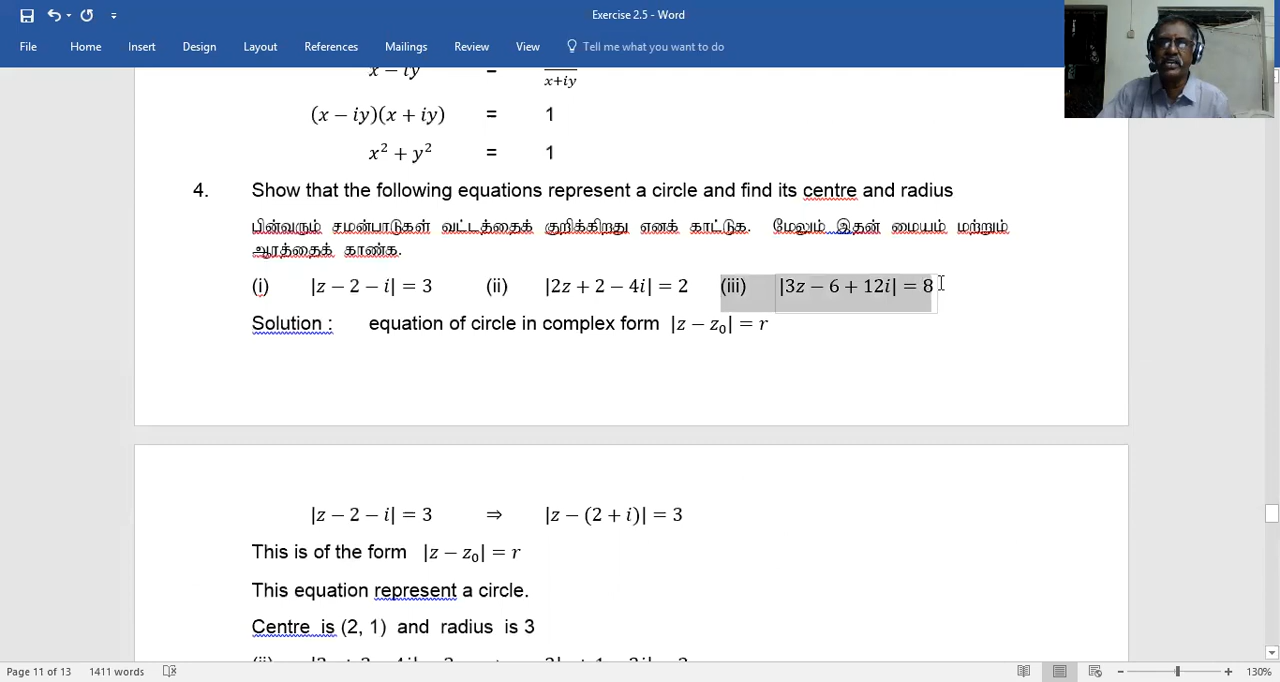 Exercise 2.5 - Word
File Home Insert Design Layout References Mailings Review View Tell me what you want to do
x − iy = x+iy
(x − iy)(x + iy) = 1
x² + y² = 1
4. Show that the following equations represent a circle and find its centre and radius
பின்வரும் சமன்பாடுகள் வட்டத்தைக் குறிக்கிறது எனக் காட்டுக. மேலும் இதன் மையம் மற்றும்
ஆரத்தைக் காண்க.
(i) |z − 2 − i| = 3 (ii) |2z + 2 − 4i| = 2 (iii) |3z − 6 + 12i| = 8
Solution : equation of circle in complex form |z − z₀| = r
|z − 2 − i| = 3 ⇒ |z − (2 + i)| = 3
This is of the form |z − z₀| = r
This equation represent a circle.
Centre is (2, 1) and radius is 3
Page 11 of 13 1411 words 130%